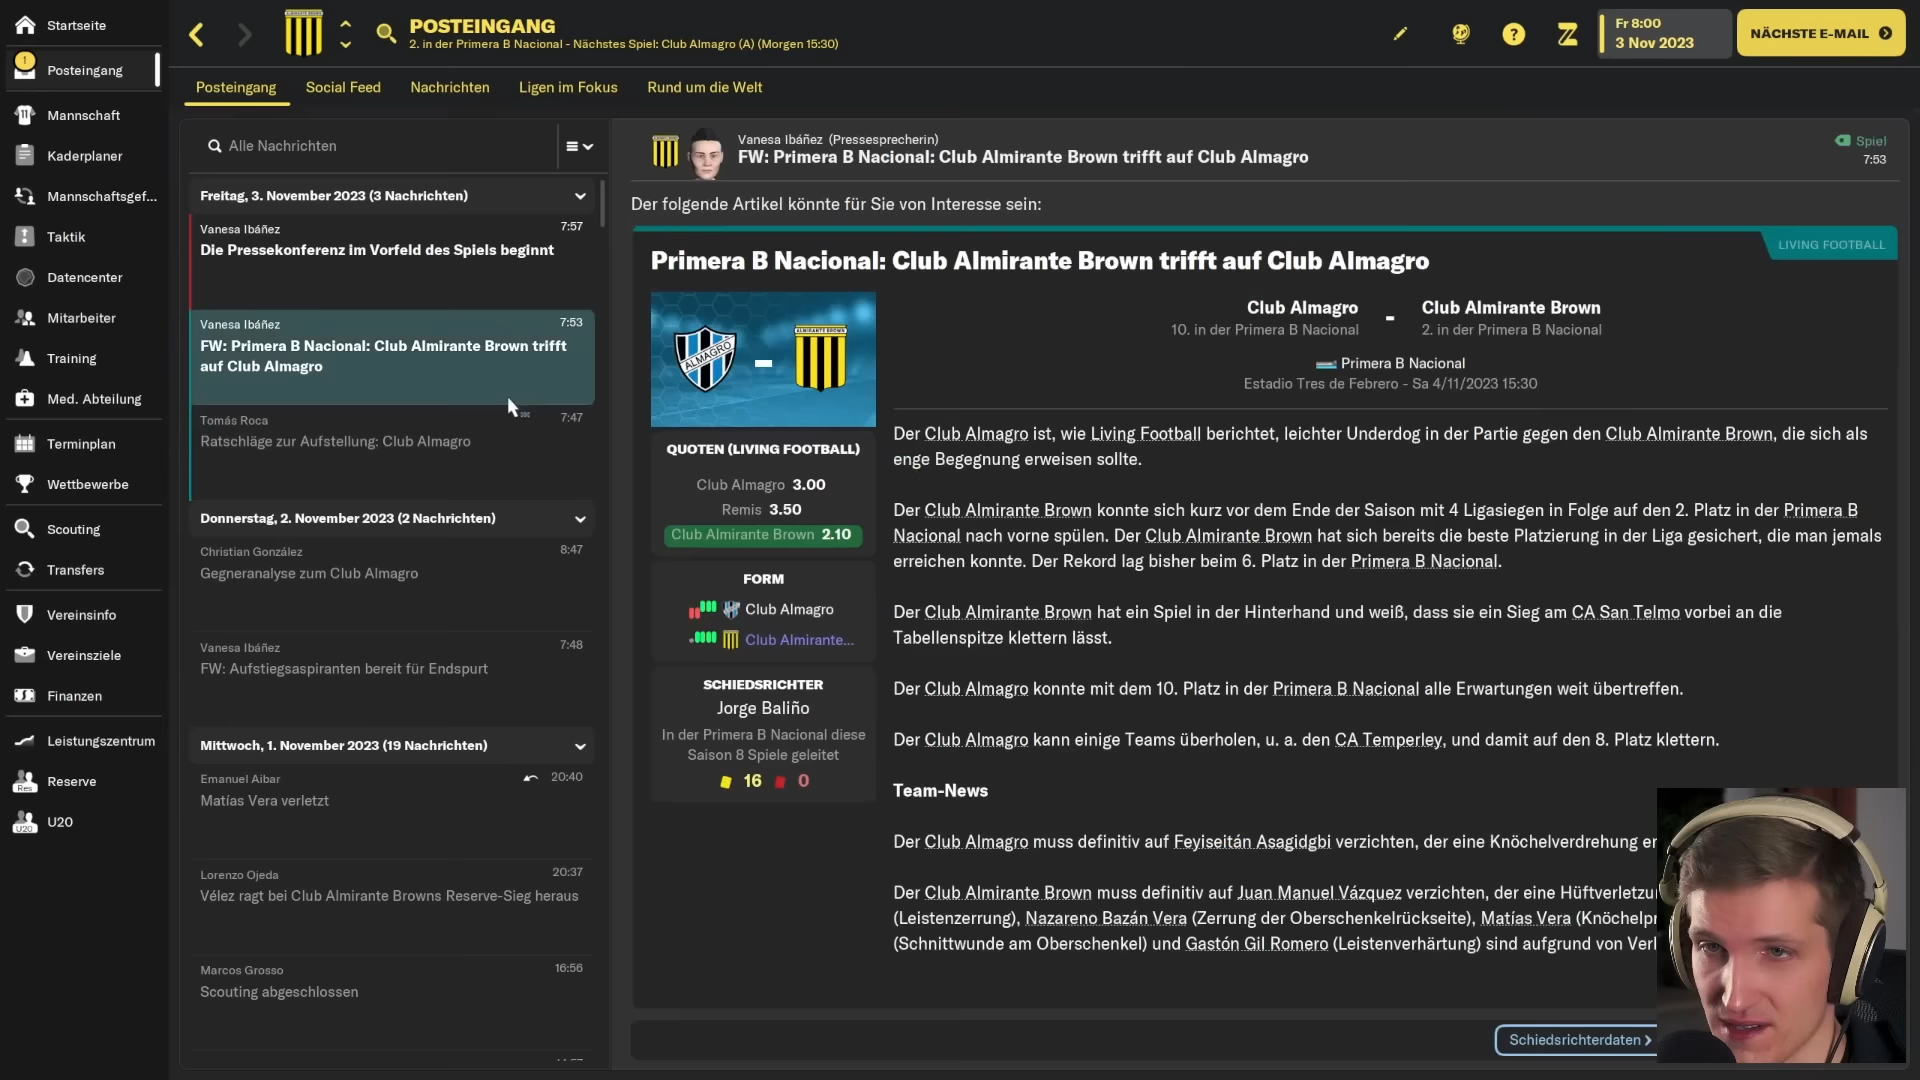 Startseite
1
Posteingang
11
Mannschaft
Kaderplaner
Mannschaftsgef...
Taktik
Datencenter
Mitarbeiter
Training
Med. Abteilung
Terminplan
Wettbewerbe
Scouting
Transfers
Vereinsinfo
Vereinsziele
Finanzen
Leistungszentrum
Res
Reserve
U20
U20
POSTEINGANG
2. in der Primera B Nacional - Nächstes Spiel: Club Almagro (A) (Morgen 15:30)
?
Fr 8:00
3 Nov 2023
NÄCHSTE E-MAIL
Posteingang
Social Feed
Nachrichten
Ligen im Fokus
Rund um die Welt
Alle Nachrichten
Freitag, 3. November 2023 (3 Nachrichten)
Vanesa Ibáñez 7:57
Die Pressekonferenz im Vorfeld des Spiels beginnt
Vanesa Ibáñez 7:53
FW: Primera B Nacional: Club Almirante Brown trifft
auf Club Almagro
Tomás Roca 7:47
Ratschläge zur Aufstellung: Club Almagro
Donnerstag, 2. November 2023 (2 Nachrichten)
Christian González 8:47
Gegneranalyse zum Club Almagro
Vanesa Ibáñez 7:48
FW: Aufstiegsaspiranten bereit für Endspurt
Mittwoch, 1. November 2023 (19 Nachrichten)
Emanuel Aibar 20:40
Matías Vera verletzt
Lorenzo Ojeda 20:37
Vélez ragt bei Club Almirante Browns Reserve-Sieg heraus
Marcos Grosso 16:56
Scouting abgeschlossen
Vanesa Ibáñez (Pressesprecherin)
FW: Primera B Nacional: Club Almirante Brown trifft auf Club Almagro
Spiel
7:53
Der folgende Artikel könnte für Sie von Interesse sein:
LIVING FOOTBALL
Primera B Nacional: Club Almirante Brown trifft auf Club Almagro
ALMAGRO
-
ALMIRANTE BROWN
Club Almagro - Club Almirante Brown
10. in der Primera B Nacional 2. in der Primera B Nacional
Primera B Nacional
Estadio Tres de Febrero - Sa 4/11/2023 15:30
QUOTEN (LIVING FOOTBALL)
Club Almagro 3.00
Remis 3.50
Club Almirante Brown 2.10
FORM
Club Almagro
Club Almirante...
SCHIEDSRICHTER
Jorge Baliño
In der Primera B Nacional diese
Saison 8 Spiele geleitet
16 0
Der Club Almagro ist, wie Living Football berichtet, leichter Underdog in der Partie gegen den Club Almirante Brown, die sich als
enge Begegnung erweisen sollte.
Der Club Almirante Brown konnte sich kurz vor dem Ende der Saison mit 4 Ligasiegen in Folge auf den 2. Platz in der Primera B
Nacional nach vorne spülen. Der Club Almirante Brown hat sich bereits die beste Platzierung in der Liga gesichert, die man jemals
erreichen konnte. Der Rekord lag bisher beim 6. Platz in der Primera B Nacional.
Der Club Almirante Brown hat ein Spiel in der Hinterhand und weiß, dass sie ein Sieg am CA San Telmo vorbei an die
Tabellenspitze klettern lässt.
Der Club Almagro konnte mit dem 10. Platz in der Primera B Nacional alle Erwartungen weit übertreffen.
Der Club Almagro kann einige Teams überholen, u. a. den CA Temperley, und damit auf den 8. Platz klettern.
Team-News
Der Club Almagro muss definitiv auf Feyiseitán Asagidgbi verzichten, der eine Knöchelverdrehung er
Der Club Almirante Brown muss definitiv auf Juan Manuel Vázquez verzichten, der eine Hüftverletzu
(Leistenzerrung), Nazareno Bazán Vera (Zerrung der Oberschenkelrückseite), Matías Vera (Knöchelpr
(Schnittwunde am Oberschenkel) und Gastón Gil Romero (Leistenverhärtung) sind aufgrund von Verl
Schiedsrichterdaten